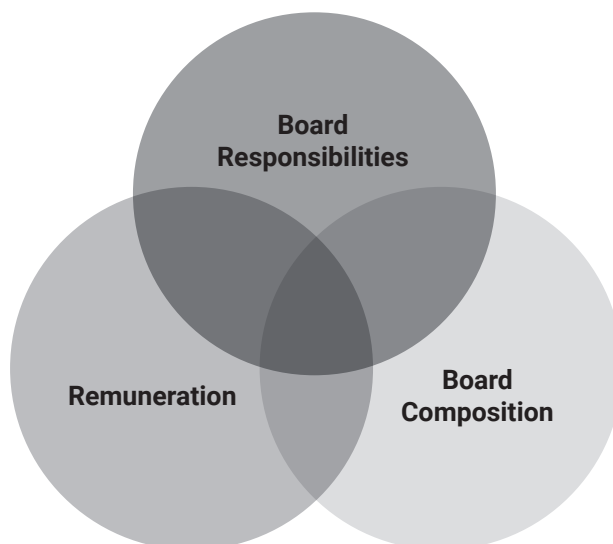 Board
Responsibilities
Remuneration
Board
Composition